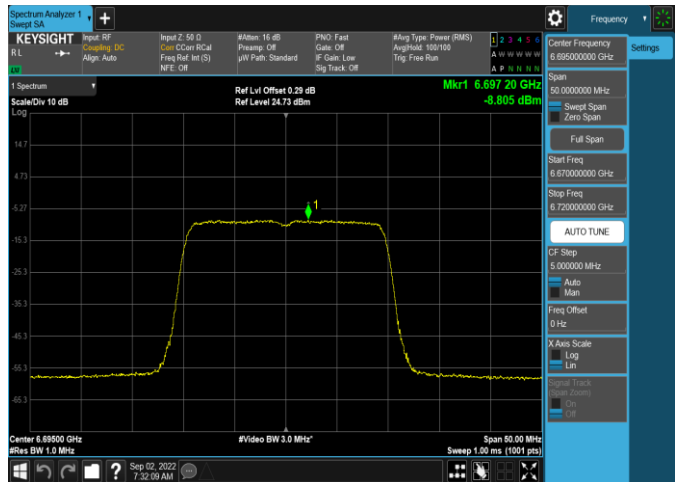 Spectrum Analyzer 1
Swept SA
+
Frequency
KEYSIGHT
RL
LV
Input: RF
Coupling: DC
Align: Auto
Input Z: 50 Ω
Corr CCorr RCal
Freq Ref: Int (S)
NFE: Off
#Atten: 16 dB
Preamp: Off
µW Path: Standard
PNO: Fast
Gate: Off
IF Gain: Low
Sig Track: Off
#Avg Type: Power (RMS)
Avg|Hold: 100/100
Trig: Free Run
1 2 3 4 5 6
A W W W W W
A P N N N N
1 Spectrum
Scale/Div 10 dB
Log
Ref Lvl Offset 0.29 dB
Ref Level 24.73 dBm
Mkr1 6.697 20 GHz
-8.805 dBm
14.7
4.73
-5.27
-15.3
-25.3
-35.3
-45.3
-55.3
-65.3
1
Center 6.69500 GHz
#Res BW 1.0 MHz
#Video BW 3.0 MHz*
Span 50.00 MHz
Sweep 1.00 ms (1001 pts)
Center Frequency
6.695000000 GHz
Settings
Span
50.0000000 MHz
Swept Span
Zero Span
Full Span
Start Freq
6.670000000 GHz
Stop Freq
6.720000000 GHz
AUTO TUNE
CF Step
5.000000 MHz
Auto
Man
Freq Offset
0 Hz
X Axis Scale
Log
Lin
Signal Track
(Span Zoom)
On
Off
?
Sep 02, 2022
7:32:09 AM